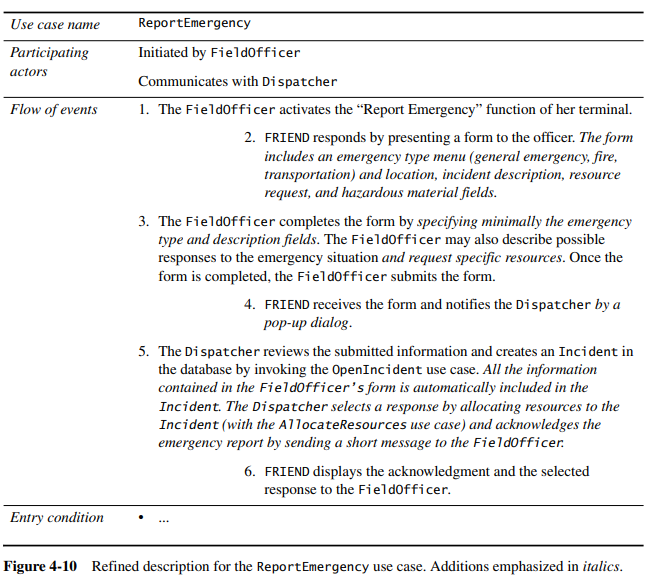 Use case name ReportEmergency
Participating Initiated by FieldOfficer
actors
Communicates with Dispatcher
Flow of events 1. The FieldOfficer activates the “Report Emergency” function of her terminal.
2. FRIEND responds by presenting a form to the officer. The form
includes an emergency type menu (general emergency, fire,
transportation) and location, incident description, resource
request, and hazardous material fields.
3. The FieldOfficer completes the form by specifying minimally the emergency
type and description fields. The FieldOfficer may also describe possible
responses to the emergency situation and request specific resources. Once the
form is completed, the FieldOfficer submits the form.
4. FRIEND receives the form and notifies the Dispatcher by a
pop-up dialog.
5. The Dispatcher reviews the submitted information and creates an Incident in
the database by invoking the OpenIncident use case. All the information
contained in the FieldOfficer’s form is automatically included in the
Incident. The Dispatcher selects a response by allocating resources to the
Incident (with the AllocateResources use case) and acknowledges the
emergency report by sending a short message to the FieldOfficer.
6. FRIEND displays the acknowledgment and the selected
response to the FieldOfficer.
Entry condition • ...
Figure 4-10 Refined description for the ReportEmergency use case. Additions emphasized in italics.